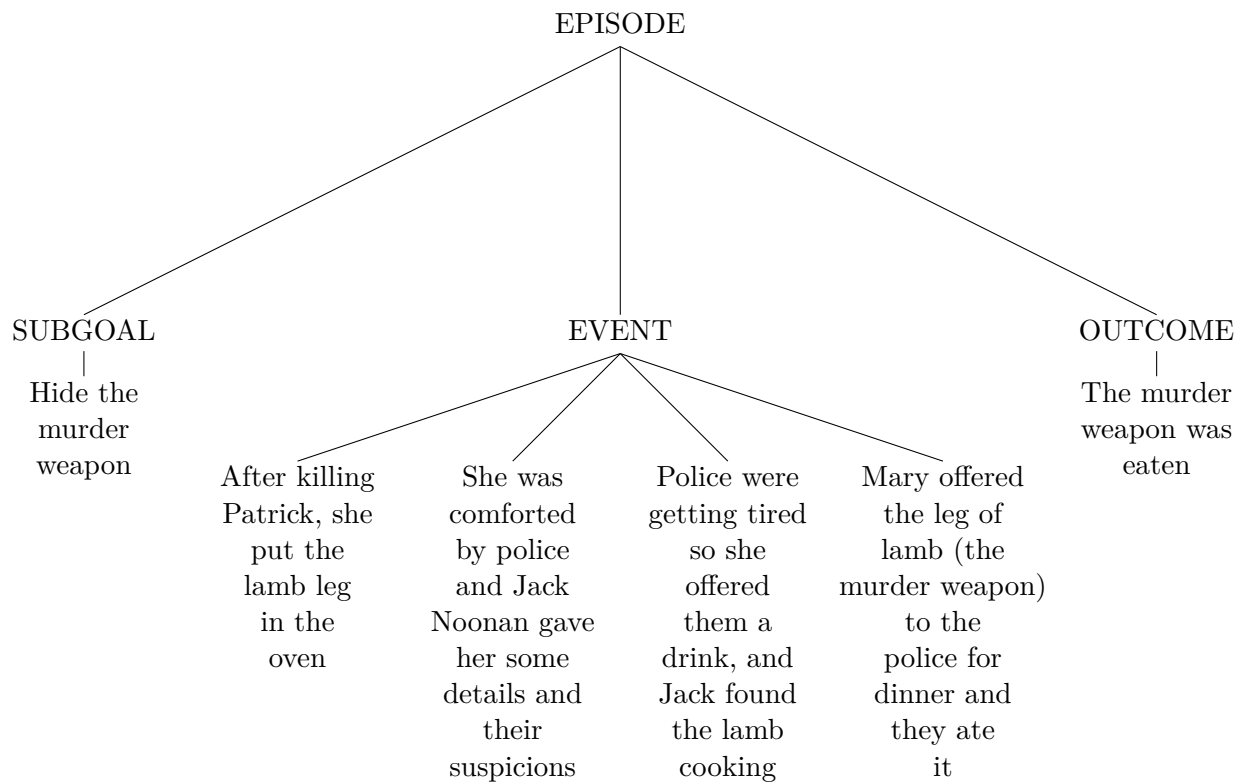 EPISODE
SUBGOAL
EVENT
OUTCOME
Hide the
murder
weapon
The murder
weapon was
eaten
After killing
Patrick, she
put the
lamb leg
in the
oven
She was
comforted
by police
and Jack
Noonan gave
her some
details and
their
suspicions
Police were
getting tired
so she
offered
them a
drink, and
Jack found
the lamb
cooking
Mary offered
the leg of
lamb (the
murder weapon)
to the
police for
dinner and
they ate
it